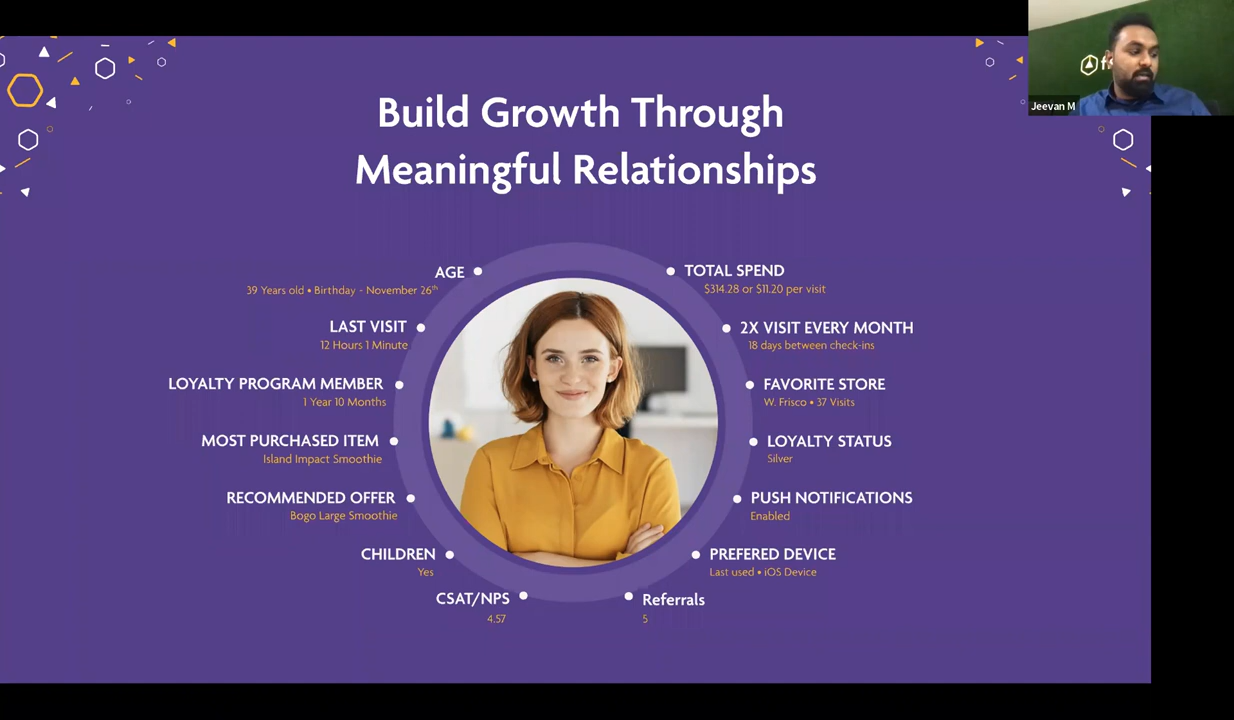 Build Growth Through
Meaningful Relationships
Jeevan M
AGE
39 Years old • Birthday - November 26th
LAST VISIT
12 Hours 1 Minute
LOYALTY PROGRAM MEMBER
1 Year 10 Months
MOST PURCHASED ITEM
Island Impact Smoothie
RECOMMENDED OFFER
Bogo Large Smoothie
CHILDREN
Yes
CSAT/NPS
4.57
TOTAL SPEND
$314.28 or $11.20 per visit
2X VISIT EVERY MONTH
18 days between check-ins
FAVORITE STORE
W. Frisco • 37 Visits
LOYALTY STATUS
Silver
PUSH NOTIFICATIONS
Enabled
PREFERED DEVICE
Last used • iOS Device
Referrals
5